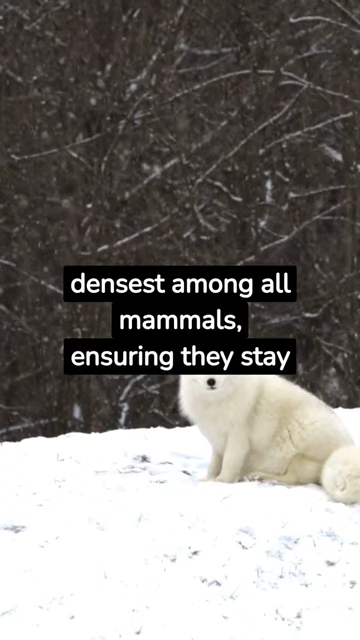 densest among all
mammals,
ensuring they stay